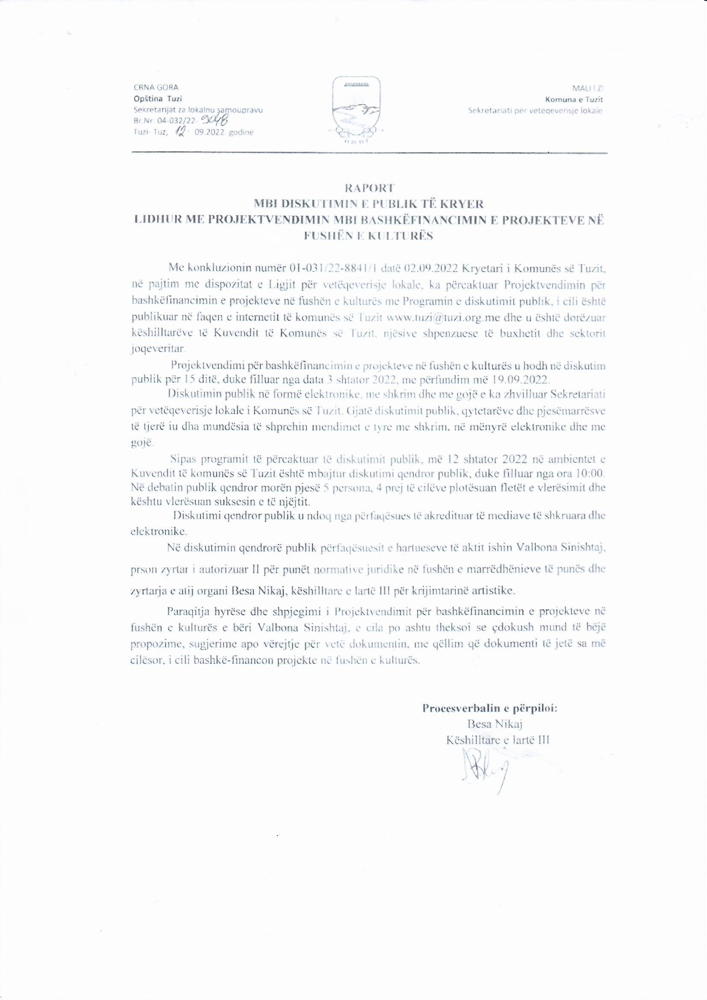 CRNA GORA
Opština Tuzi
Sekretarijat za lokalnu samoupravu
Br Nr 04-032/22- 9048
Tuzi- Tuz, 12 - 09.2022 godine
MALI I ZI
Komuna e Tuzit
Sekretariati për vetëqeverisje lokale
RAPORT
MBI DISKUTIMIN E PUBLIK TË KRYER
LIDHUR ME PROJEKTVENDIMIN MBI BASHKËFINANCIMIN E PROJEKTEVE NË
FUSHËN E KULTURËS
Me konkluzionin numër 01-031/22-8841/1 datë 02.09.2022 Kryetari i Komunës së Tuzit,
në pajtim me dispozitat e Ligjit për vetëqeverisje lokale, ka përcaktuar Projektvendimin për
bashkëfinancimin e projekteve në fushën e kulturës me Programin e diskutimit publik, i cili është
publikuar në faqen e internetit të komunës së Tuzit www.tuzi@tuzi.org.me dhe u është dorëzuar
këshilltarëve të Kuvendit të Komunës së Tuzit, njësive shpenzuese të buxhetit dhe sektorit
joqeveritar.
Projektvendimi për bashkëfinancimin e projekteve në fushën e kulturës u hodh në diskutim
publik për 15 ditë, duke filluar nga data 3 shtator 2022, me përfundim më 19.09.2022.
Diskutimin publik në formë elektronike, me shkrim dhe me gojë e ka zhvilluar Sekretariati
për vetëqeverisje lokale i Komunës së Tuzit. Gjatë diskutimit publik, qytetarëve dhe pjesëmarrësve
të tjerë iu dha mundësia të shprehin mendimet e tyre me shkrim, në mënyrë elektronike dhe me
gojë.
Sipas programit të përcaktuar të diskutimit publik, më 12 shtator 2022 në ambientet e
Kuvendit të komunës së Tuzit është mbajtur diskutimi qendror publik, duke filluar nga ora 10:00.
Në debatin publik qendror morën pjesë 5 persona, 4 prej të cilëve plotësuan fletët e vlerësimit dhe
kështu vlerësuan suksesin e të njëjtit.
Diskutimi qendror publik u ndoq nga përfaqësues të akredituar të mediave të shkruara dhe
elektronike.
Në diskutimin qendrorë publik përfaqësuesit e hartueseve të aktit ishin Valbona Sinishtaj,
prson zyrtar i autorizuar II për punët normative juridike në fushën e marrëdhënieve të punës dhe
zyrtarja e atij organi Besa Nikaj, këshilltare e lartë III për krijimtarinë artistike.
Paraqitja hyrëse dhe shpjegimi i Projektvendimit për bashkëfinancimin e projekteve në
fushën e kulturës e bëri Valbona Sinishtaj, e cila po ashtu theksoi se çdokush mund të bëjë
propozime, sugjerime apo vërejtje për vetë dokumentin, me qëllim që dokumenti të jetë sa më
cilësor, i cili bashkë-financon projekte në fushën e kulturës.
Procesverbalin e përpiloi:
Besa Nikaj
Këshilltare e lartë III